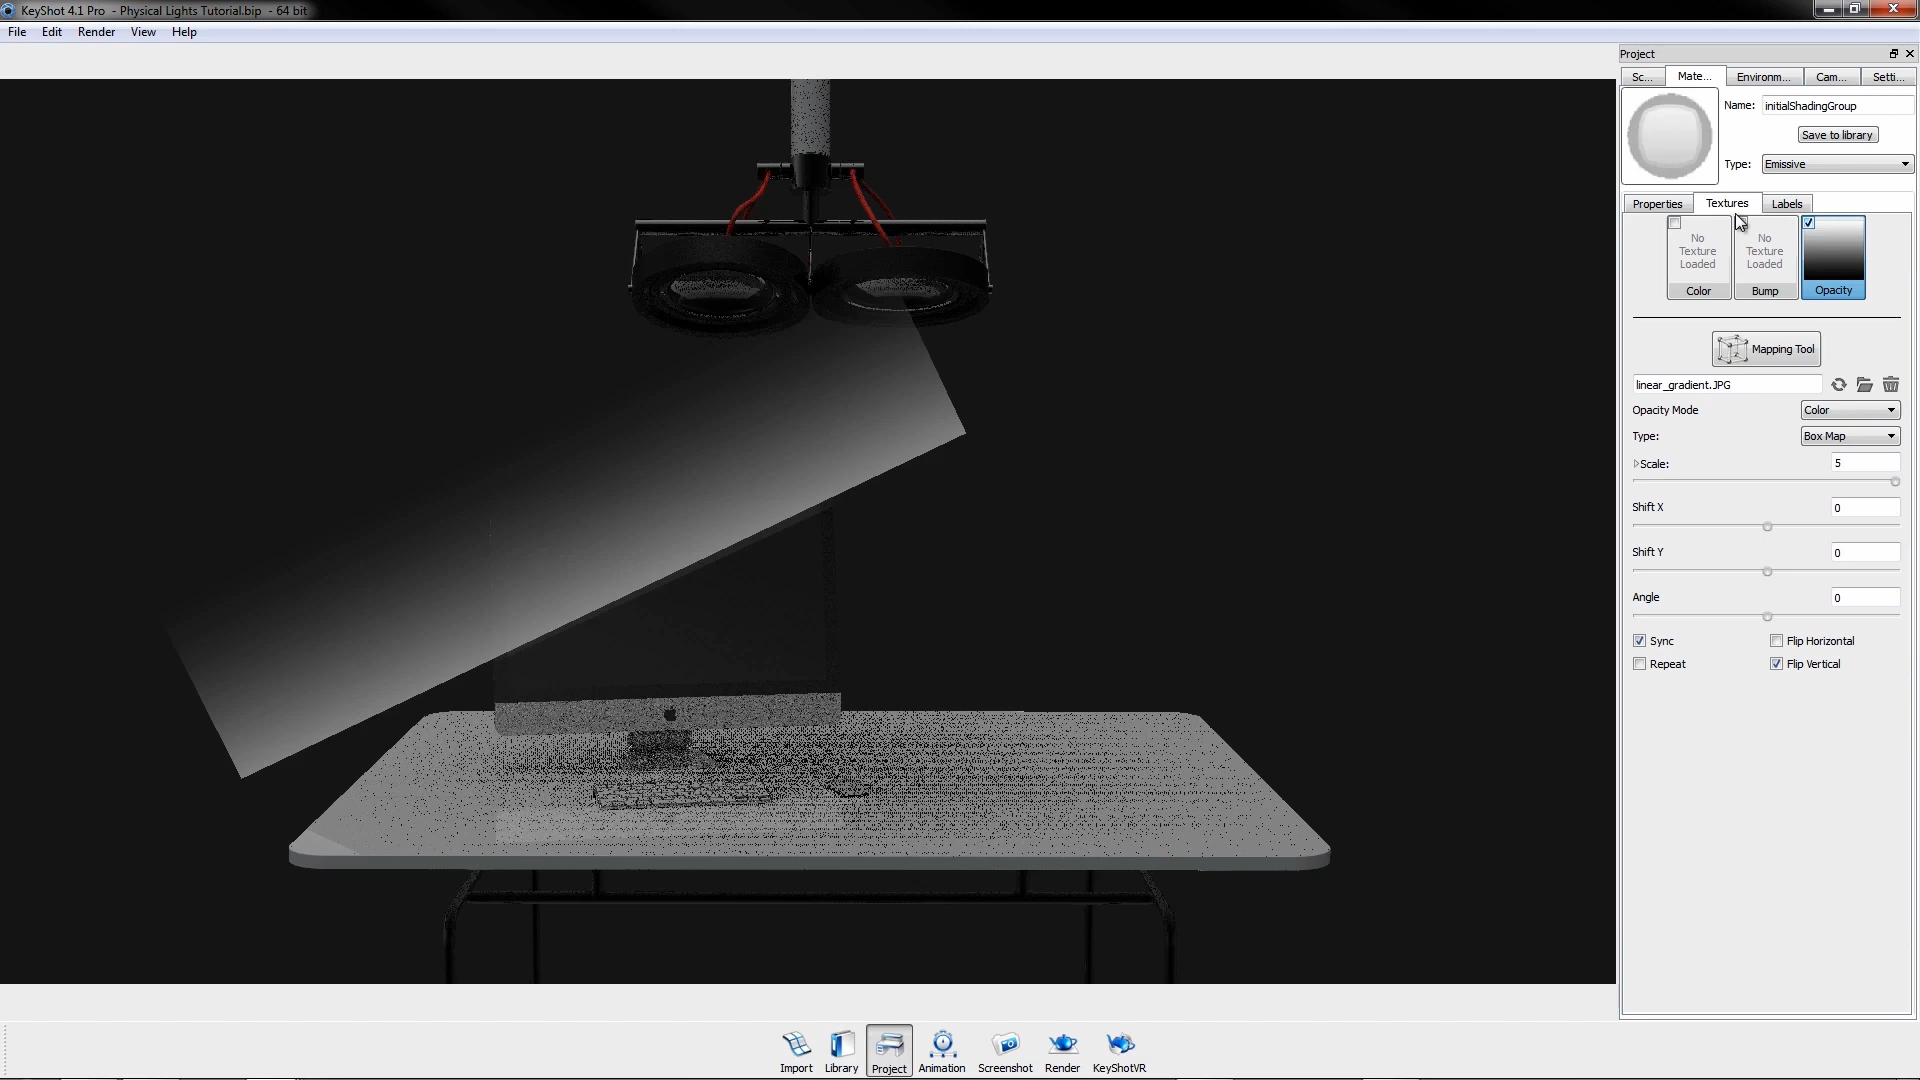 KeyShot 4.1 Pro - Physical Lights Tutorial.bip - 64 bit
File Edit Render View Help
Project
Sc... Mate... Environm... Cam... Setti...
Name: initialShadingGroup
Save to library
Type: Emissive
Properties Textures Labels
No Texture Loaded
Color
No Texture Loaded
Bump
Opacity
Mapping Tool
linear_gradient.JPG
Opacity Mode Color
Type: Box Map
Scale: 5
Shift X 0
Shift Y 0
Angle 0
Sync Flip Horizontal
Repeat Flip Vertical
Import Library Project Animation Screenshot Render KeyShotVR